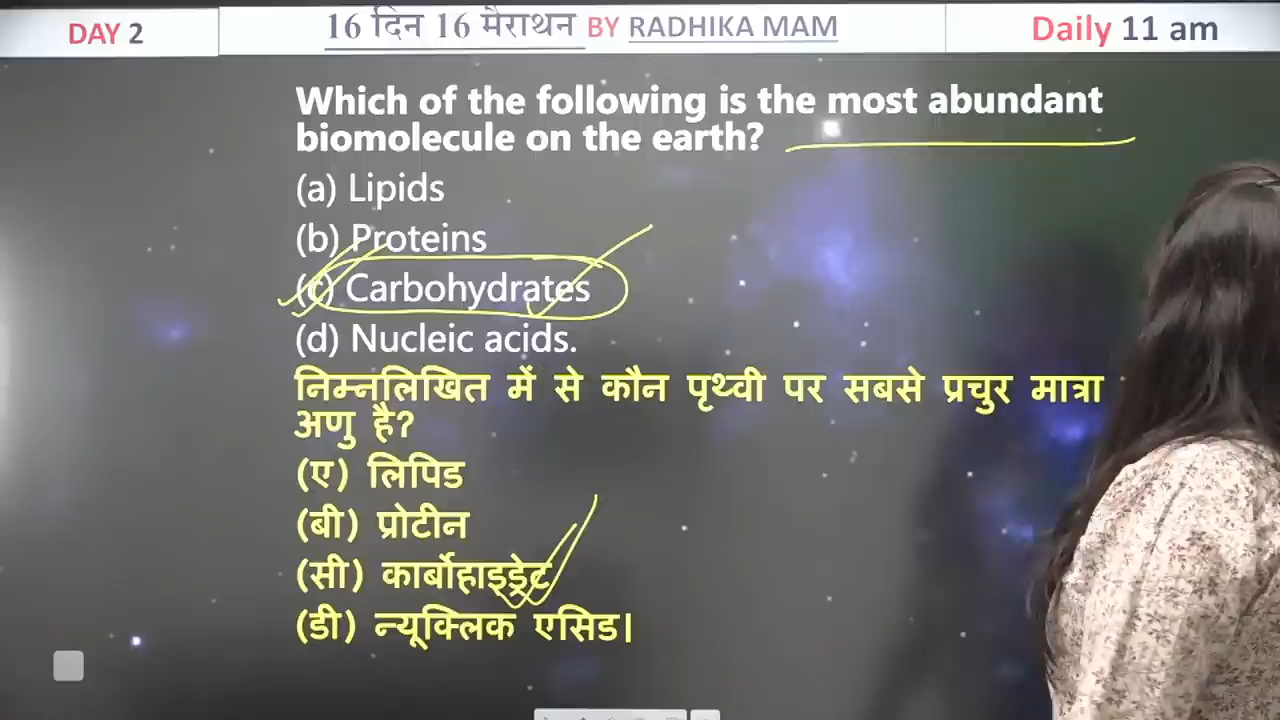 DAY 2
16 दिन 16 मैराथन BY RADHIKA MAM
Daily 11 am
Which of the following is the most abundant
biomolecule on the earth?
(a) Lipids
(b) Proteins
(c) Carbohydrates
(d) Nucleic acids.
निम्नलिखित में से कौन पृथ्वी पर सबसे प्रचुर मात्रा
अणु है?
(ए) लिपिड
(बी) प्रोटीन
(सी) कार्बोहाइड्रेट
(डी) न्यूक्लिक एसिड।